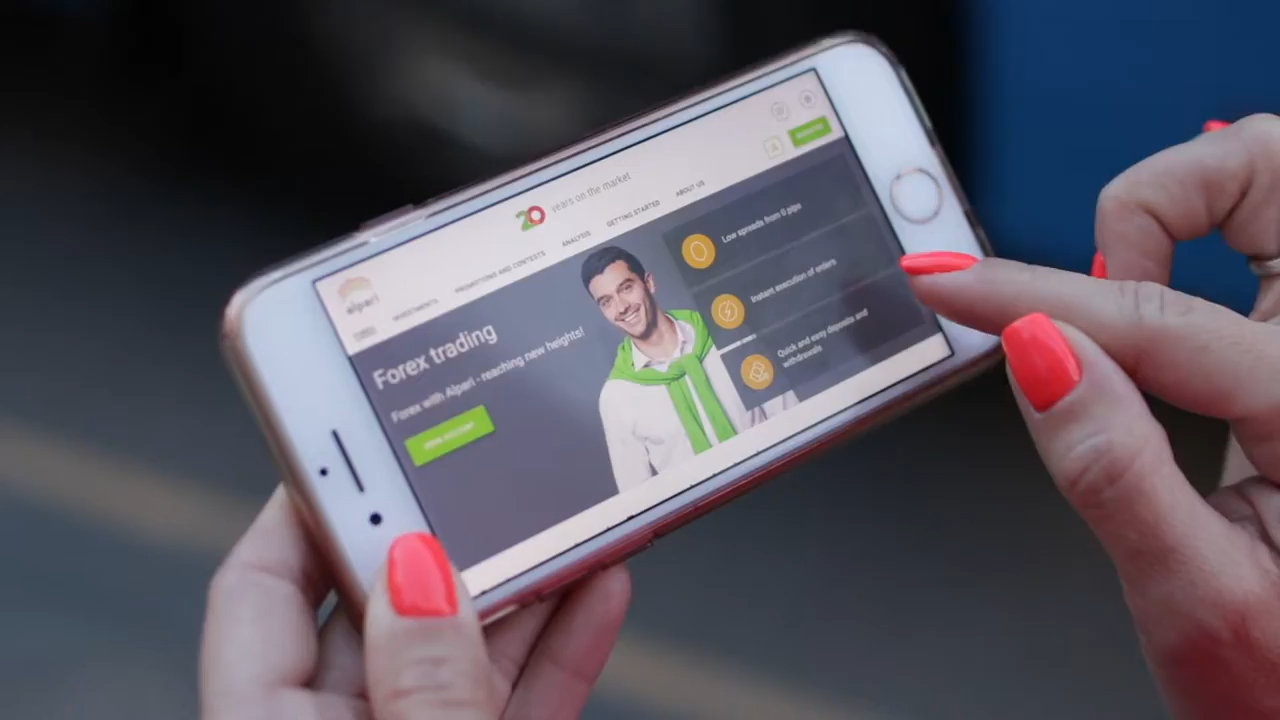 20 years on the market
alpari
INVESTMENTS
PROMOTIONS AND CONTESTS
ANALYSIS
GETTING STARTED
ABOUT US
Forex trading
Forex with Alpari - reaching new heights!
OPEN ACCOUNT
Low spreads from 0 pips
Instant execution of orders
Quick and easy deposits and
withdrawals